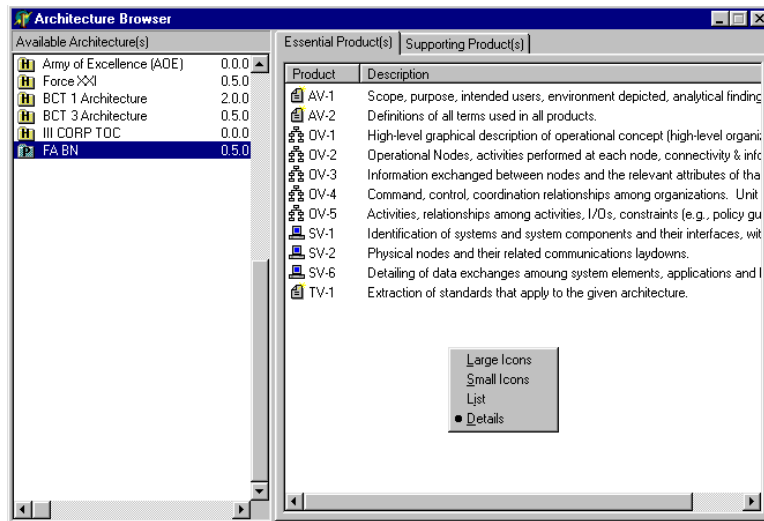 Architecture Browser
Available Architecture(s)
Army of Excellence (AOE) 0.0.0
Force XXI 0.5.0
BCT 1 Architecture 2.0.0
BCT 3 Architecture 0.5.0
III CORP TOC 0.0.0
FA BN 0.5.0
Essential Product(s) Supporting Product(s)
Product Description
AV-1 Scope, purpose, intended users, environment depicted, analytical finding
AV-2 Definitions of all terms used in all products.
OV-1 High-level graphical description of operational concept (high-level organi
OV-2 Operational Nodes, activities performed at each node, connectivity & info
OV-3 Information exchanged between nodes and the relevant attributes of tha
OV-4 Command, control, coordination relationships among organizations. Unit
OV-5 Activities, relationships among activities, I/Os, constraints (e.g., policy gu
SV-1 Identification of systems and system components and their interfaces, wit
SV-2 Physical nodes and their related communications laydowns.
SV-6 Detailing of data exchanges amoung system elements, applications and
TV-1 Extraction of standards that apply to the given architecture.
Large Icons
Small Icons
List
Details